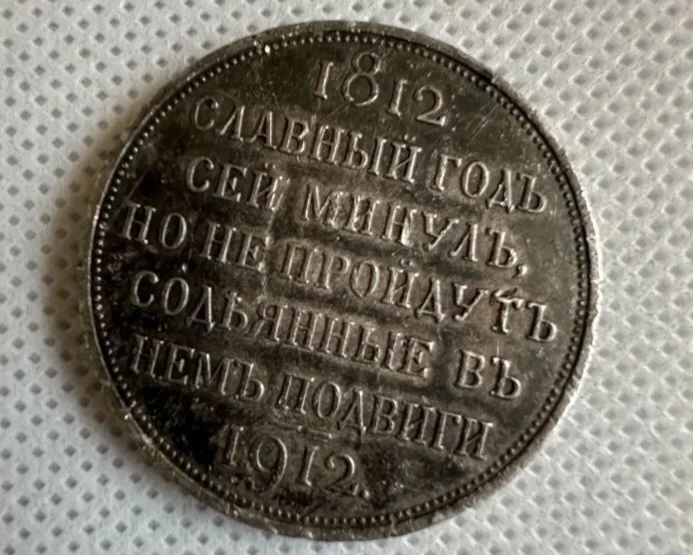 1812
СЛАВНЫЙ ГОДЪ
СЕЙ МИНУЛЪ,
НО НЕ ПРОЙДУТЪ
СОДѢЯННЫЕ ВЪ
НЕМЪ ПОДВИГИ
1912.